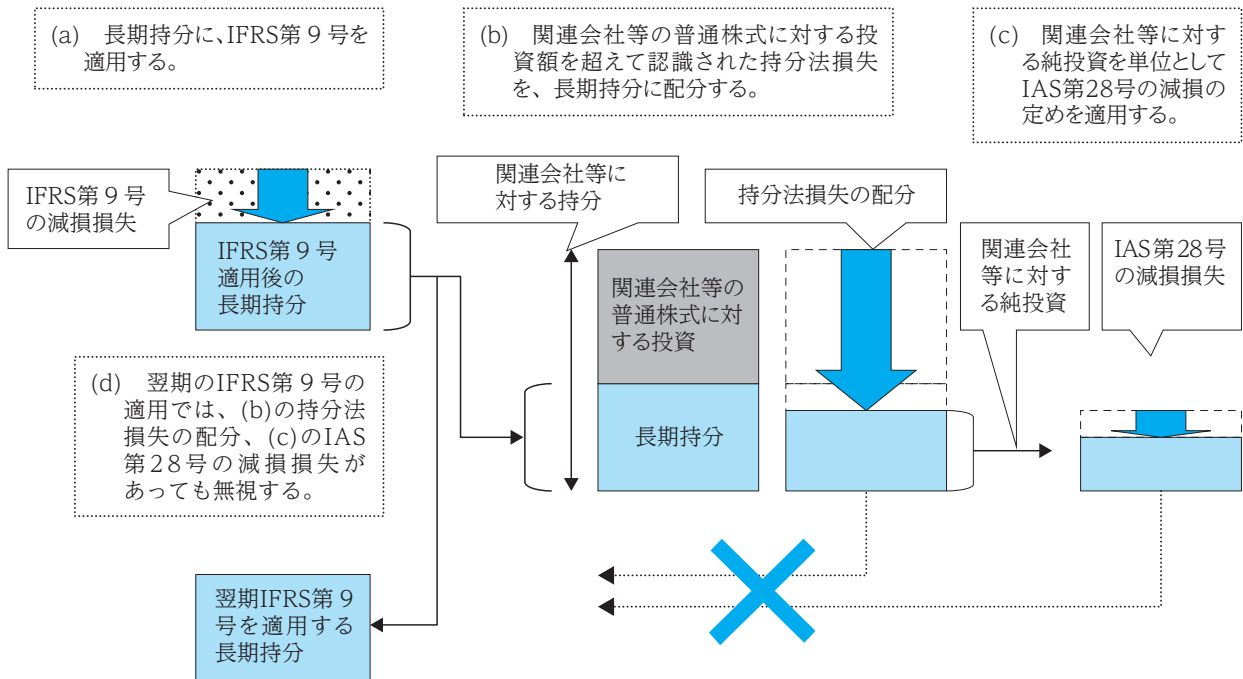 (a) 長期持分に、IFRS第９号を
適用する。
(b) 関連会社等の普通株式に対する投
資額を超えて認識された持分法損失
を、長期持分に配分する。
(c) 関連会社等に対す
る純投資を単位として
IAS第28号の減損の
定めを適用する。
IFRS第９号
の減損損失
IFRS第９号
適用後の
長期持分
関連会社等に
対する持分
持分法損失の配分
関連会社等の
普通株式に対
する投資
長期持分
関連会社
等に対す
る純投資
IAS第28号
の減損損失
(d) 翌期のIFRS第９号の
適用では、(b)の持分法
損失の配分、(c)のIAS
第28号の減損損失が
あっても無視する。
翌期IFRS第９
号を適用する
長期持分